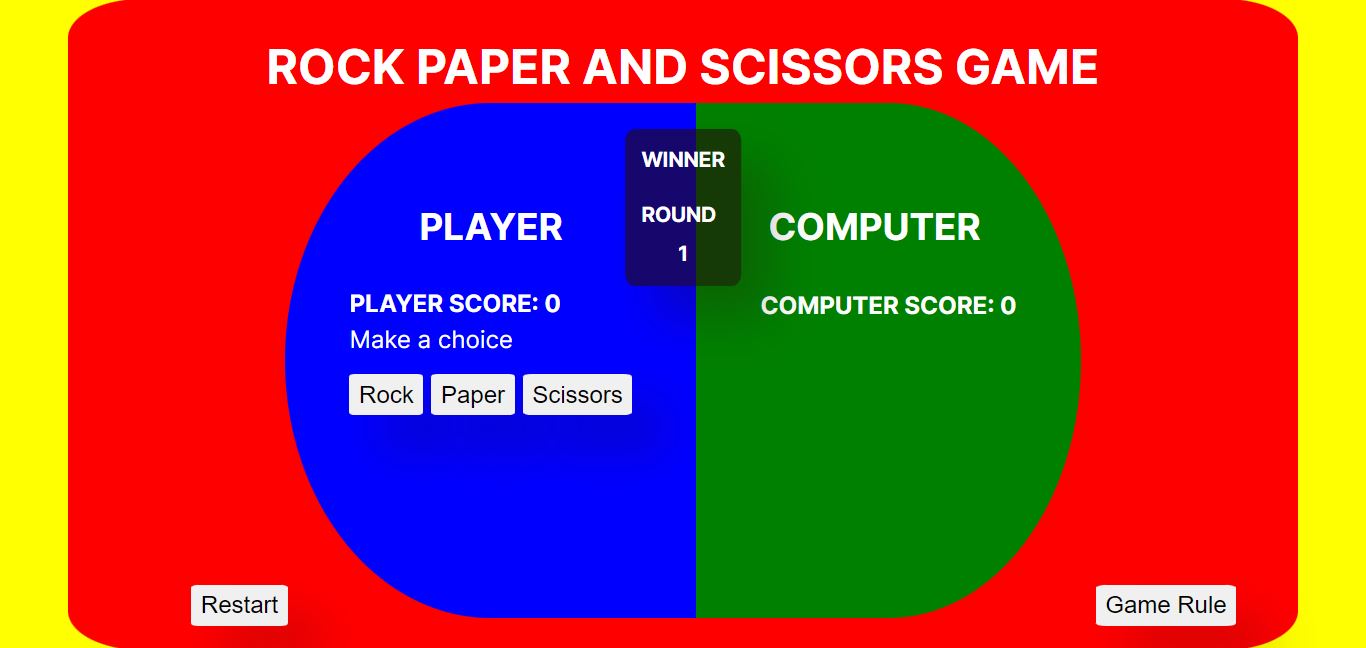 ROCK PAPER AND SCISSORS GAME
WINNER
ROUND
1
PLAYER
PLAYER SCORE: 0
Make a choice
Rock
Paper
Scissors
COMPUTER
COMPUTER SCORE: 0
Restart
Game Rule